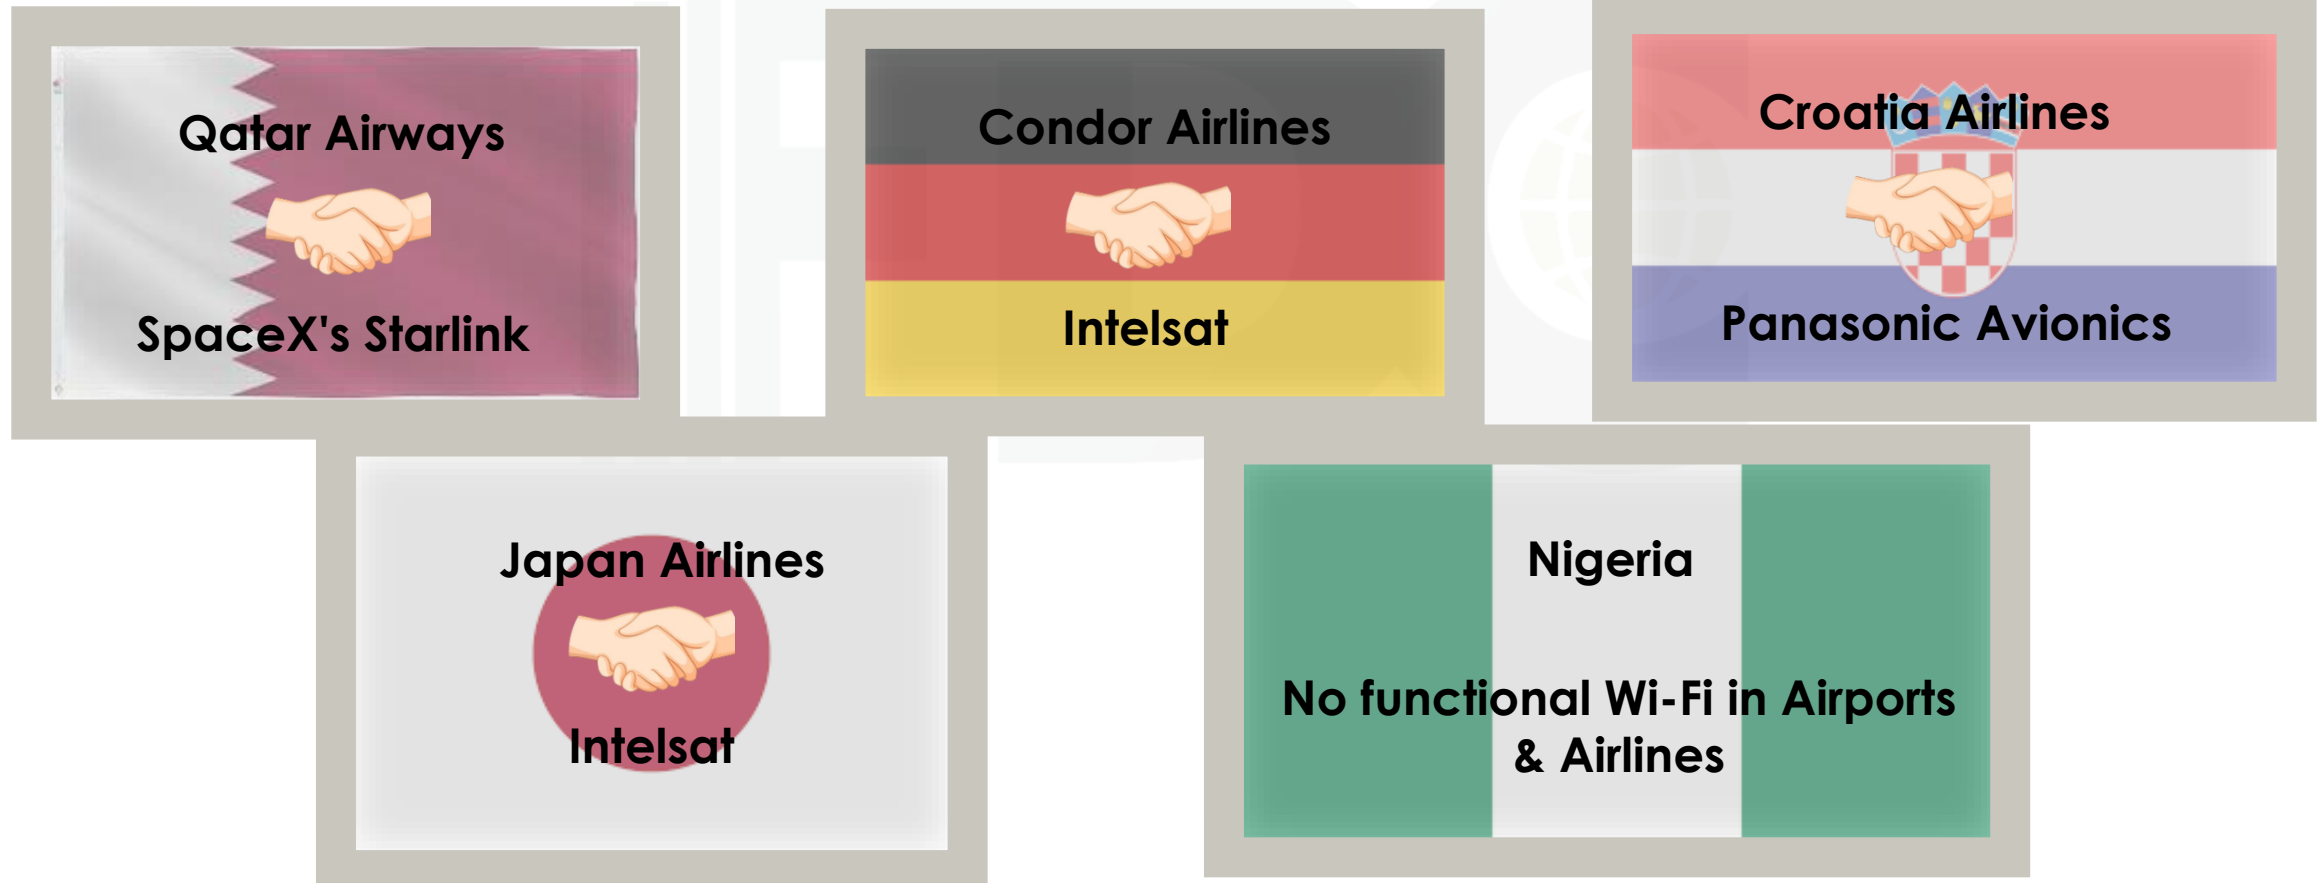 Qatar Airways
SpaceX's Starlink
Condor Airlines
Intelsat
Croatia Airlines
Panasonic Avionics
Japan Airlines
Intelsat
Nigeria
No functional Wi-Fi in Airports
& Airlines